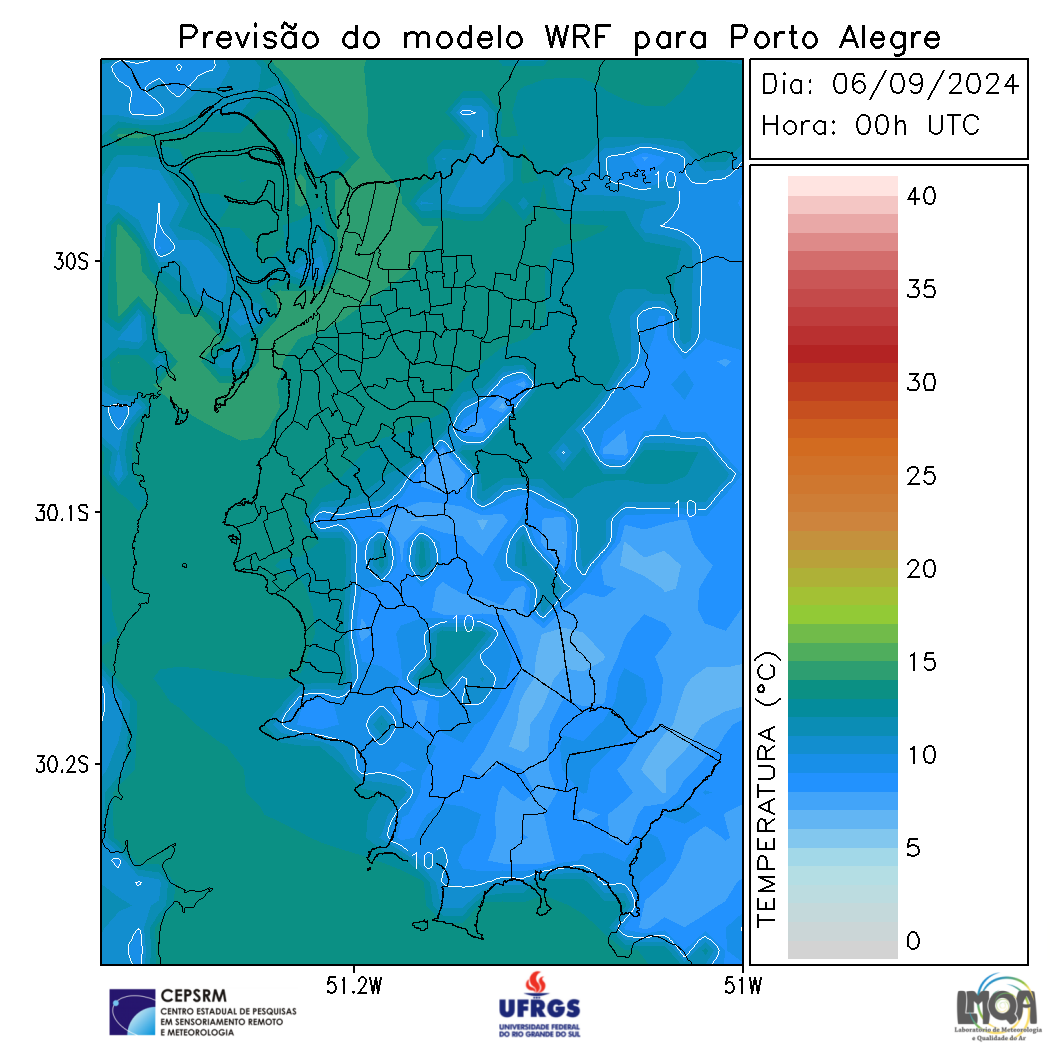 Previsão do modelo WRF para Porto Alegre
Dia: 06/09/2024
Hora: 00h UTC
10
10
10
10
30S
30.1S
30.2S
51.2W
51W
40
35
30
25
20
15
10
5
0
TEMPERATURA (°C)
CEPSRM
CENTRO ESTADUAL DE PESQUISAS
EM SENSORIAMENTO REMOTO
E METEOROLOGIA
UFRGS
UNIVERSIDADE FEDERAL
DO RIO GRANDE DO SUL
LMQA
Laboratório de Meteorologia
e Qualidade do Ar